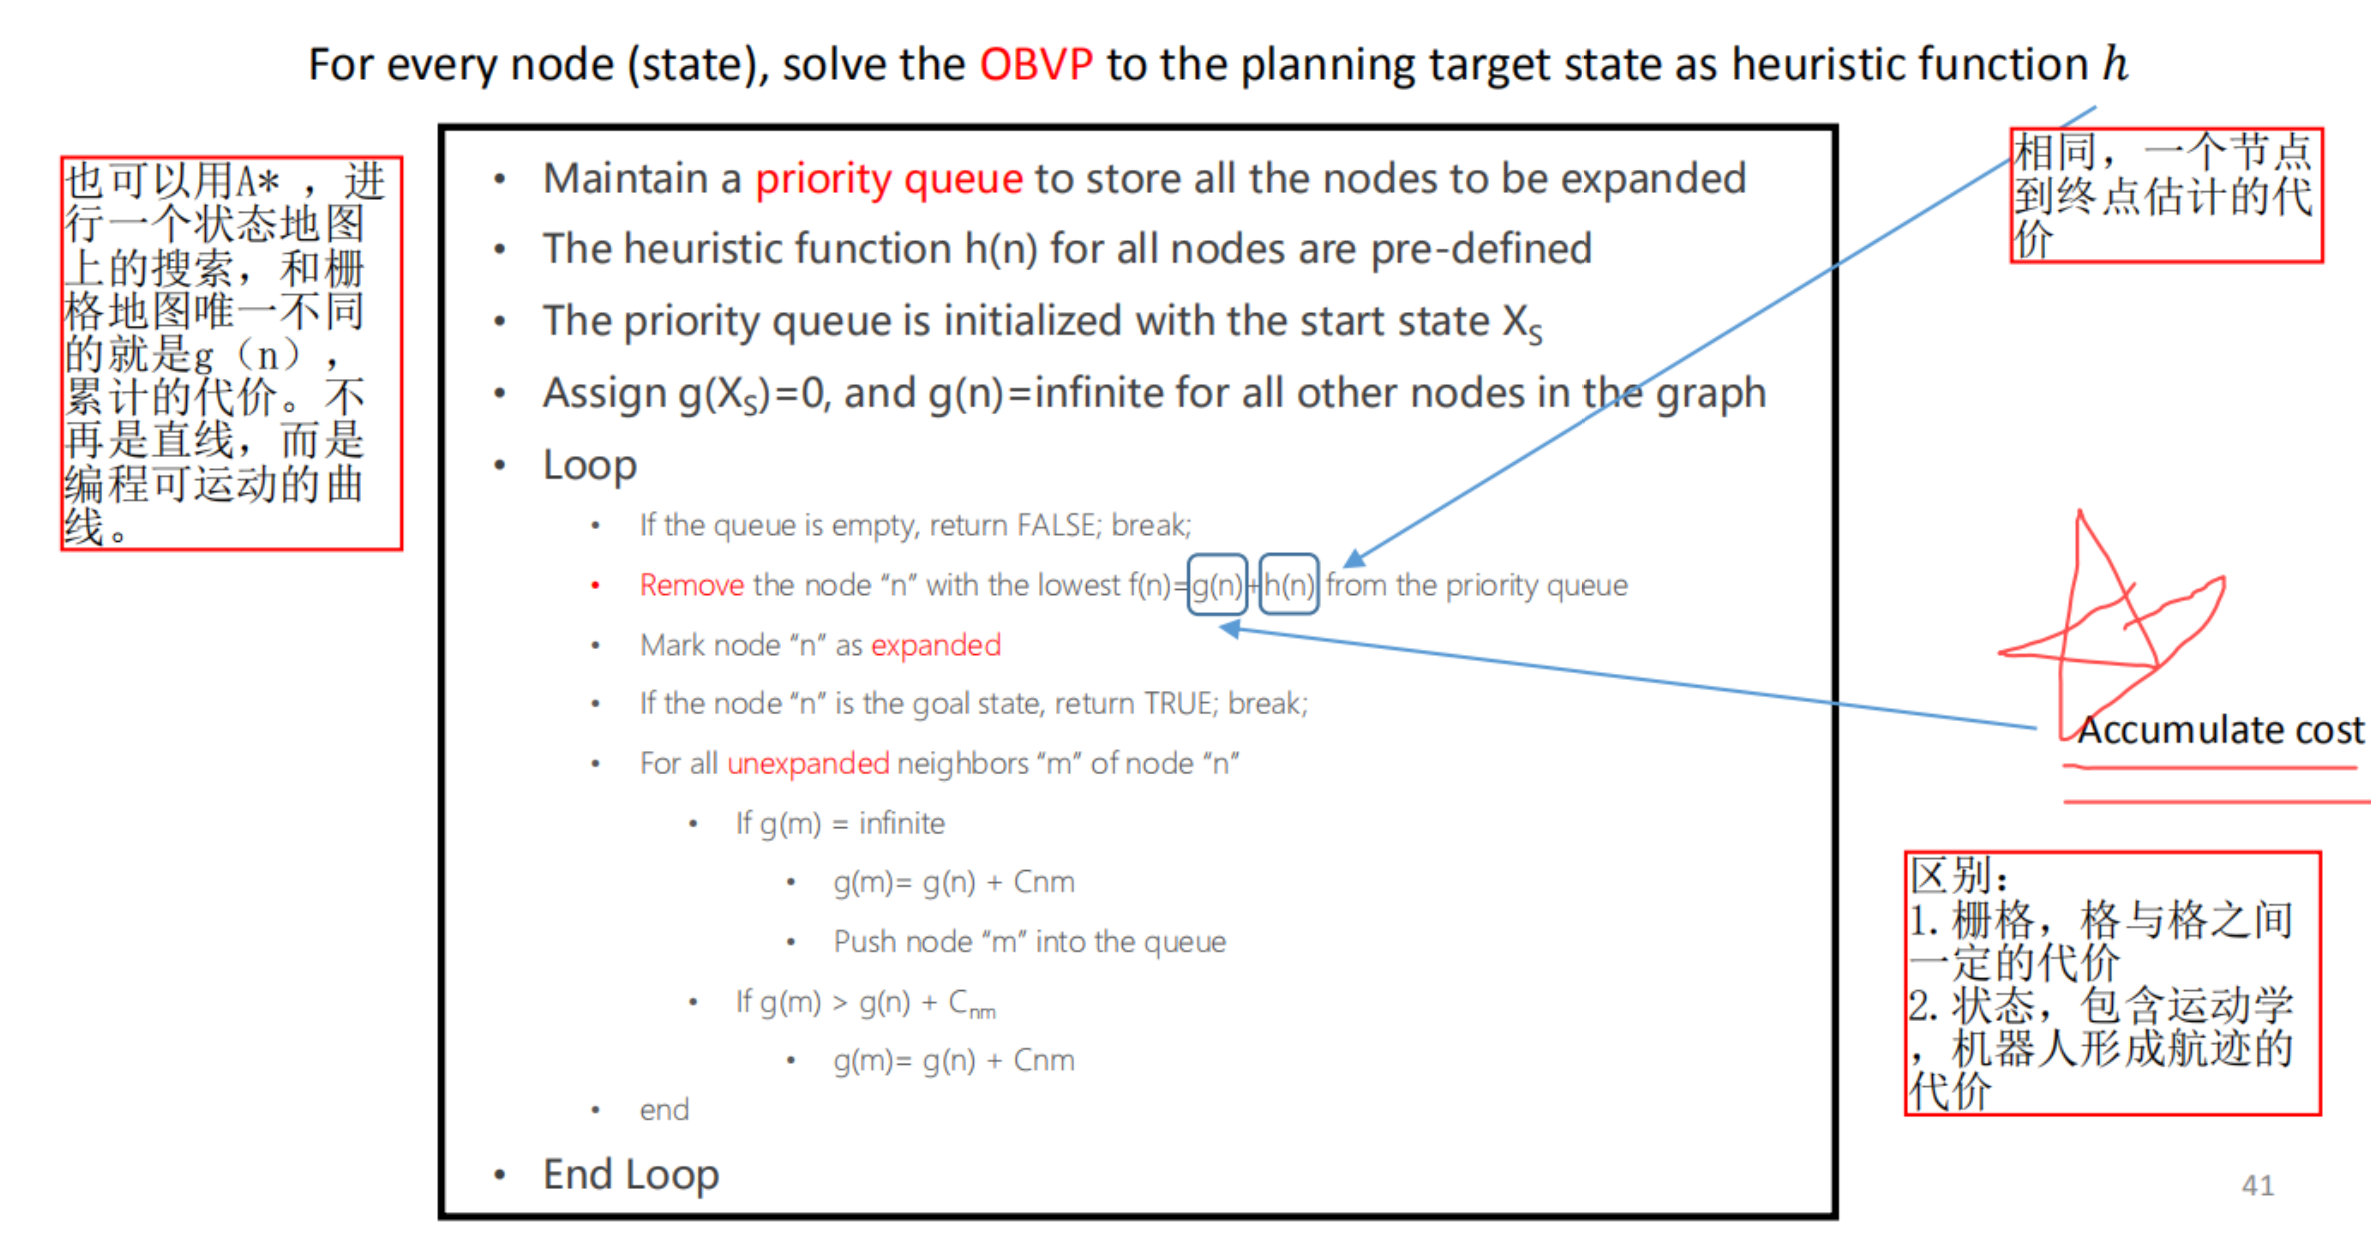 For every node (state), solve the OBVP to the planning target state as heuristic function h
也可以用A* ，进
行一个状态地图
上的搜索，和栅
格地图唯一不同
的就是g（n），
累计的代价。不
再是直线，而是
编程可运动的曲
线。
• Maintain a priority queue to store all the nodes to be expanded
• The heuristic function h(n) for all nodes are pre-defined
• The priority queue is initialized with the start state XS
• Assign g(XS)=0, and g(n)=infinite for all other nodes in the graph
• Loop
• If the queue is empty, return FALSE; break;
• Remove the node “n” with the lowest f(n)=g(n)+h(n) from the priority queue
• Mark node “n” as expanded
• If the node “n” is the goal state, return TRUE; break;
• For all unexpanded neighbors “m” of node “n”
• If g(m) = infinite
• g(m)= g(n) + Cnm
• Push node “m” into the queue
• If g(m) > g(n) + Cnm
• g(m)= g(n) + Cnm
• end
• End Loop
相同，一个节点
到终点估计的代
价
Accumulate cost
区别：
1.栅格，格与格之间
一定的代价
2.状态，包含运动学
，机器人形成航迹的
代价
41